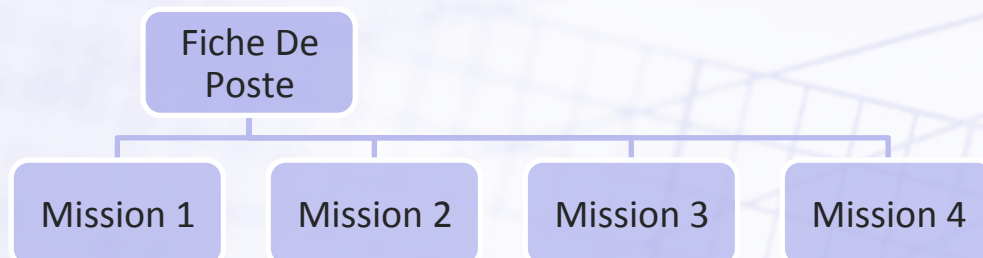 Fiche De
Poste
Mission 1
Mission 2
Mission 3
Mission 4